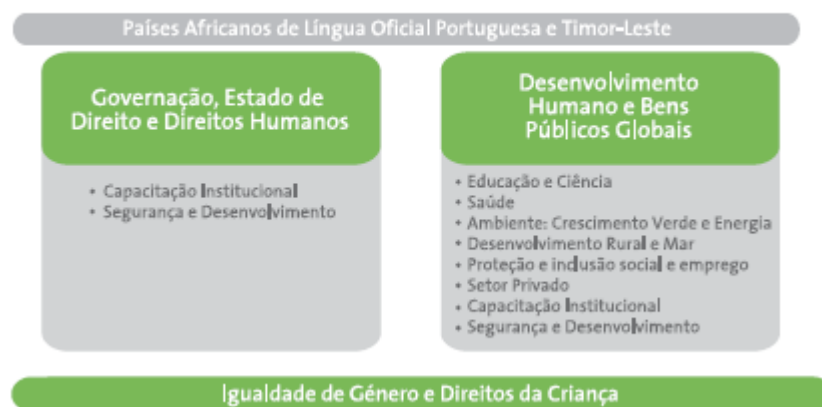 Países Africanos de Língua Oficial Portuguesa e Timor-Leste
Governação, Estado de
Direito e Direitos Humanos
• Capacitação Institucional
• Segurança e Desenvolvimento
Desenvolvimento
Humano e Bens
Públicos Globais
• Educação e Ciência
• Saúde
• Ambiente: Crescimento Verde e Energia
• Desenvolvimento Rural e Mar
• Proteção e inclusão social e emprego
• Setor Privado
• Capacitação Institucional
• Segurança e Desenvolvimento
Igualdade de Género e Direitos da Criança